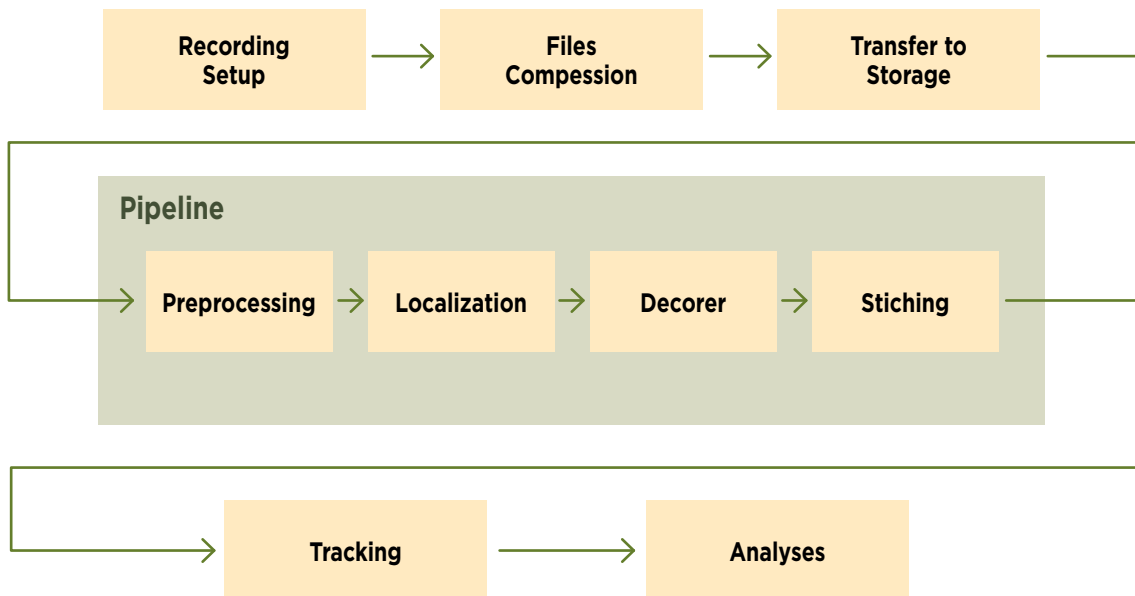 Recording
Setup
Files
Compession
Transfer to
Storage
Pipeline
Preprocessing
Localization
Decorer
Stiching
Tracking
Analyses